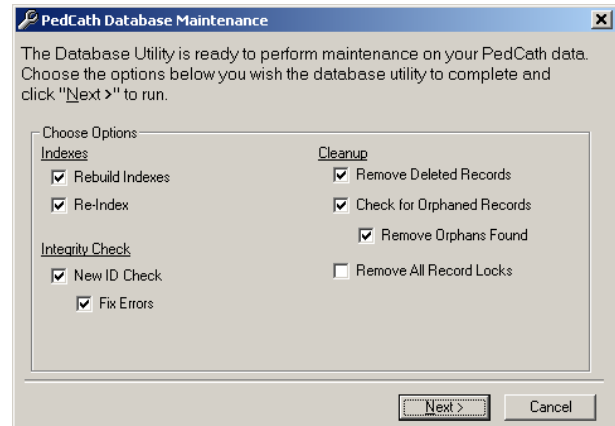 PedCath Database Maintenance
The Database Utility is ready to perform maintenance on your PedCath data.
Choose the options below you wish the database utility to complete and
click "Next >" to run.
Choose Options
Indexes
Rebuild Indexes
Re-Index
Integrity Check
New ID Check
Fix Errors
Cleanup
Remove Deleted Records
Check for Orphaned Records
Remove Orphans Found
Remove All Record Locks
Next >
Cancel